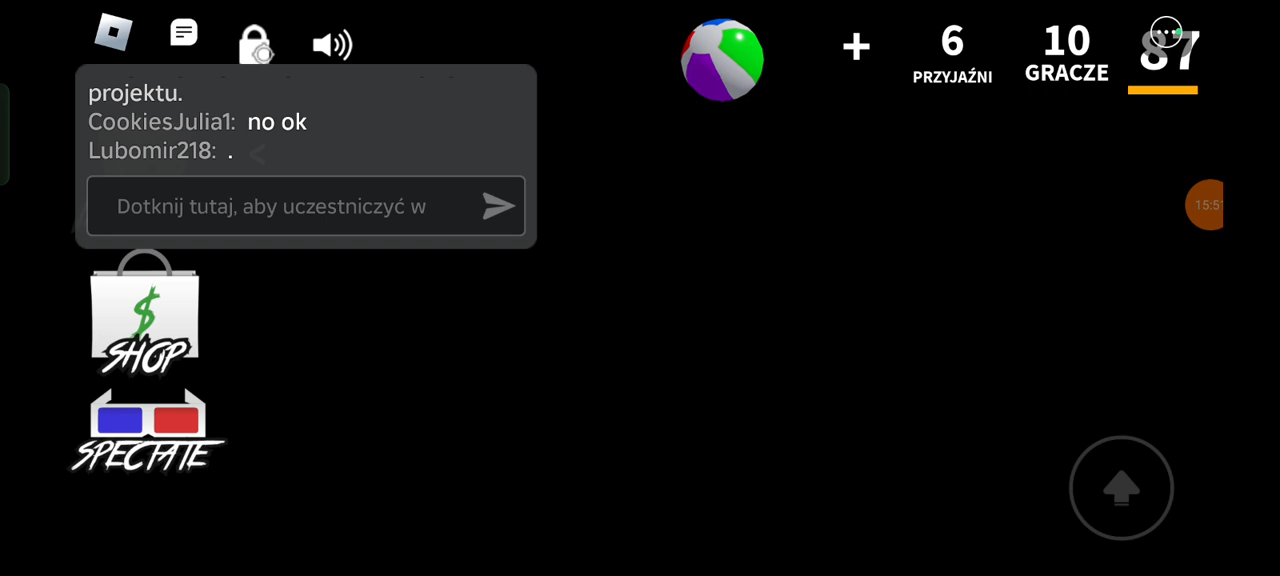 6
10
87
PRZYJAŹNI
GRACZE
projektu.
CookiesJulia1: no ok
Lubomir218: .
Dotknij tutaj, aby uczestniczyć w
$
SHOP
SPECTATE